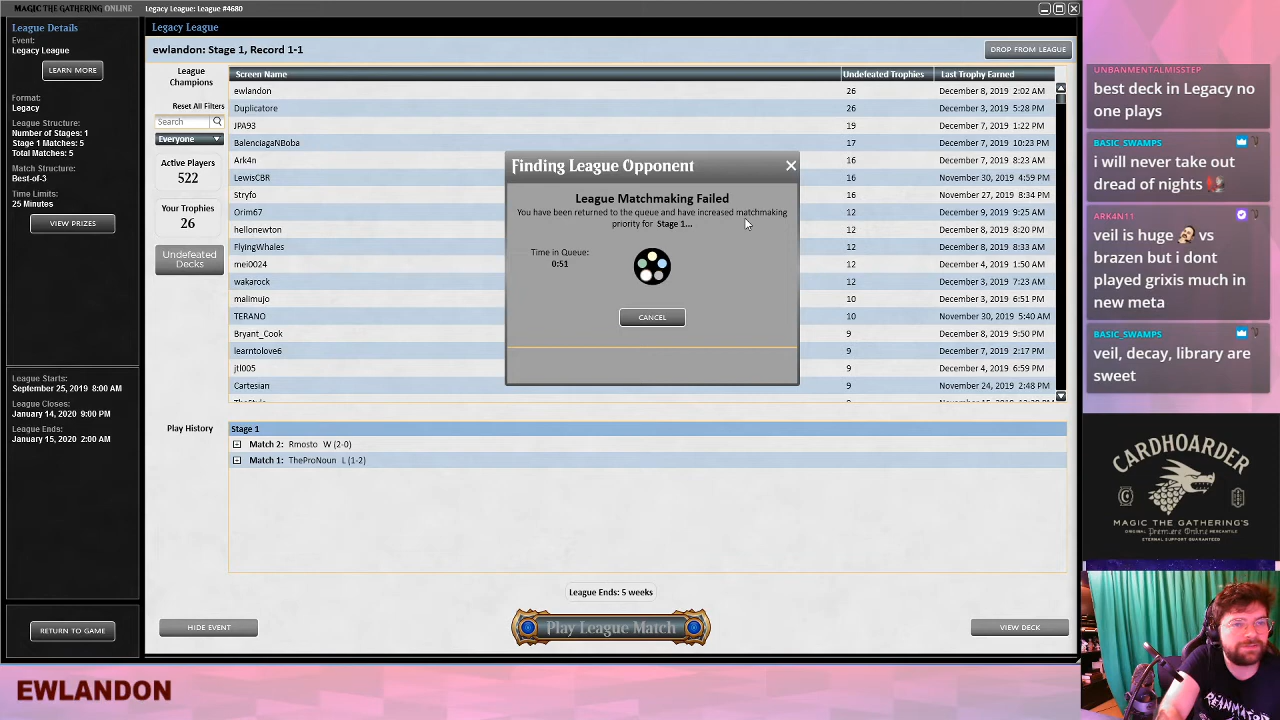 MAGIC THE GATHERING ONLINE
Legacy League: League #4680
League Details
Event:
Legacy League
LEARN MORE
Format:
Legacy
League Structure:
Number of Stages: 1
Stage 1 Matches: 5
Total Matches: 5
Match Structure:
Best-of-3
Time Limits:
25 Minutes
VIEW PRIZES
League Starts:
September 25, 2019 8:00 AM
League Closes:
January 14, 2020 9:00 PM
League Ends:
January 15, 2020 2:00 AM
RETURN TO GAME
Legacy League
ewlandon: Stage 1, Record 1-1
DROP FROM LEAGUE
League
Champions
Reset All Filters
Search
Everyone
Active Players
522
Your Trophies
26
Undefeated
Decks
Screen Name Undefeated Trophies Last Trophy Earned
ewlandon 26 December 8, 2019 2:02 AM
Duplicatore 26 December 3, 2019 5:28 PM
JPA93 19 December 7, 2019 1:22 PM
BalenciagaNBoba 17 December 7, 2019 10:23 PM
Ark4n 16 December 7, 2019 8:23 AM
LewisCBR 16 November 30, 2019 4:59 PM
Stryfo 16 November 27, 2019 8:34 PM
Orim67 12 December 9, 2019 9:25 AM
hellonewton 12 December 8, 2019 8:33 AM
FlyingWhales 12 December 8, 2019 8:33 AM
mei0024 12 December 4, 2019 1:50 AM
wakarock 12 December 3, 2019 7:23 AM
malimujo 10 December 3, 2019 6:51 PM
TERANO 10 November 30, 2019 5:40 AM
Bryant_Cook 9 December 8, 2019 9:50 PM
learntolove6 9 December 7, 2019 2:17 PM
jtl005 9 December 4, 2019 6:59 PM
Cartesian 9 November 24, 2019 2:48 PM
Finding League Opponent
League Matchmaking Failed
You have been returned to the queue and have increased matchmaking
priority for Stage 1...
Time in Queue:
0:51
CANCEL
Play History
Stage 1
Match 2: Rmosto W (2-0)
Match 1: TheProNoun L (1-2)
League Ends: 5 weeks
HIDE EVENT
Play League Match
VIEW DECK
EWLANDON
UNBANMENTALMISSTEP
best deck in Legacy no
one plays
BASIC_SWAMPS
i will never take out
dread of nights
ARK4N11
veil is huge vs
brazen but i dont
played grixis much in
new meta
BASIC_SWAMPS
veil, decay, library are
sweet
CARDHOARDER
MAGIC THE GATHERING'S
ORIGINAL Premiere Online MERCANTILE
ETERNAL SUPPORT GUARANTEED
REANIMATOR